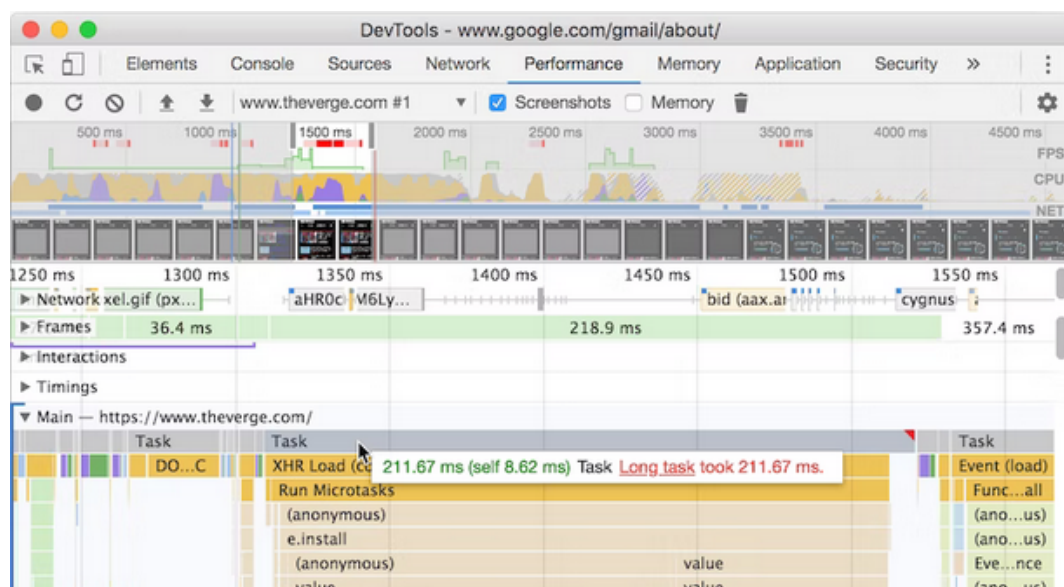 DevTools - www.google.com/gmail/about/
Elements Console Sources Network Performance Memory Application Security »
www.theverge.com #1 ▼ Screenshots Memory
500 ms 1000 ms 1500 ms 2000 ms 2500 ms 3000 ms 3500 ms 4000 ms 4500 ms
FPS
CPU
NET
1250 ms 1300 ms 1350 ms 1400 ms 1450 ms 1500 ms 1550 ms
▶ Network xel.gif (px... aHR0c M6Ly... bid (aax.ar cygnus
▶ Frames 36.4 ms 218.9 ms 357.4 ms
▶ Interactions
▶ Timings
▼ Main — https://www.theverge.com/
Task Task Task
DO...C XHR Load (c 211.67 ms (self 8.62 ms) Task Long task took 211.67 ms. Event (load)
Run Microtasks Func...all
(anonymous) (ano...us)
e.install (ano...us)
(anonymous) value Eve...nce
value value (ano...us)